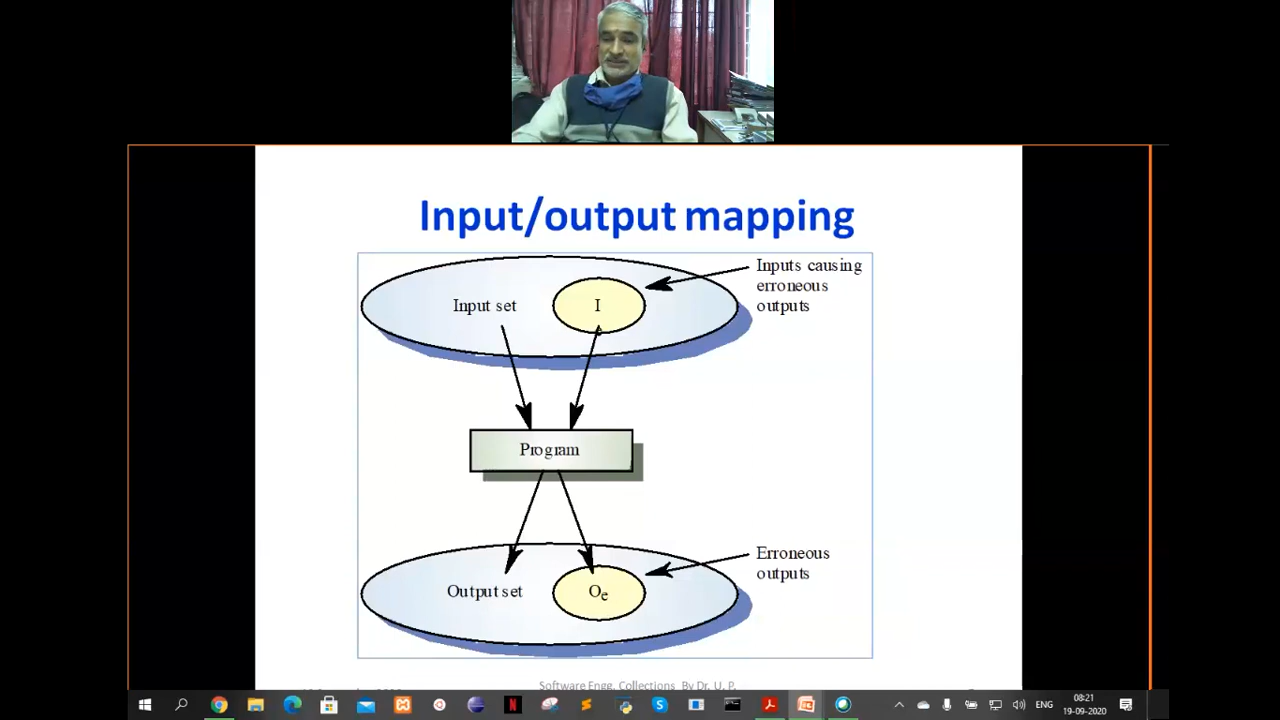 Input/output mapping
Inputs causing
erroneous
outputs
Input set
I
e
Program
Erroneous
outputs
Output set
Oe
Software Engg. Collections By Dr. U. P.
ENG
08:21
19-09-2020